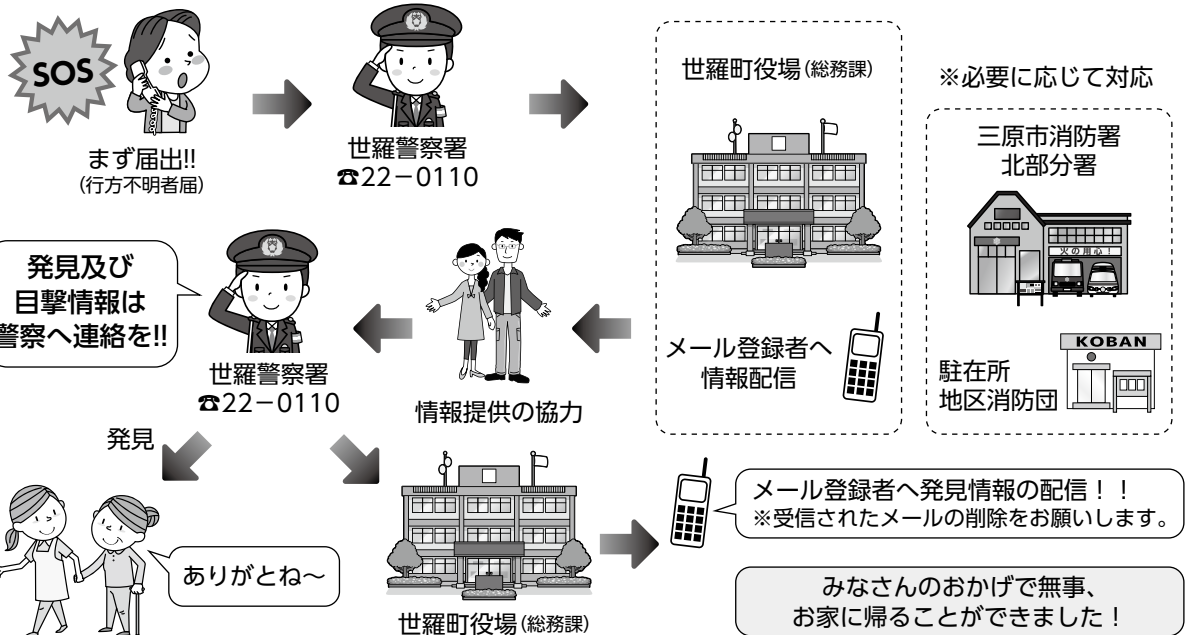 SOS
まず届出!!
(行方不明者届)
世羅警察署
☎22－0110
世羅町役場(総務課)
メール登録者へ
情報配信
※必要に応じて対応
三原市消防署
北部分署
火の用心!
KOBAN
駐在所
地区消防団
情報提供の協力
発見及び
目撃情報は
警察へ連絡を!!
世羅警察署
☎22－0110
発見
ありがとね～
世羅町役場(総務課)
メール登録者へ発見情報の配信！！
※受信されたメールの削除をお願いします。
みなさんのおかげで無事、
お家に帰ることができました！